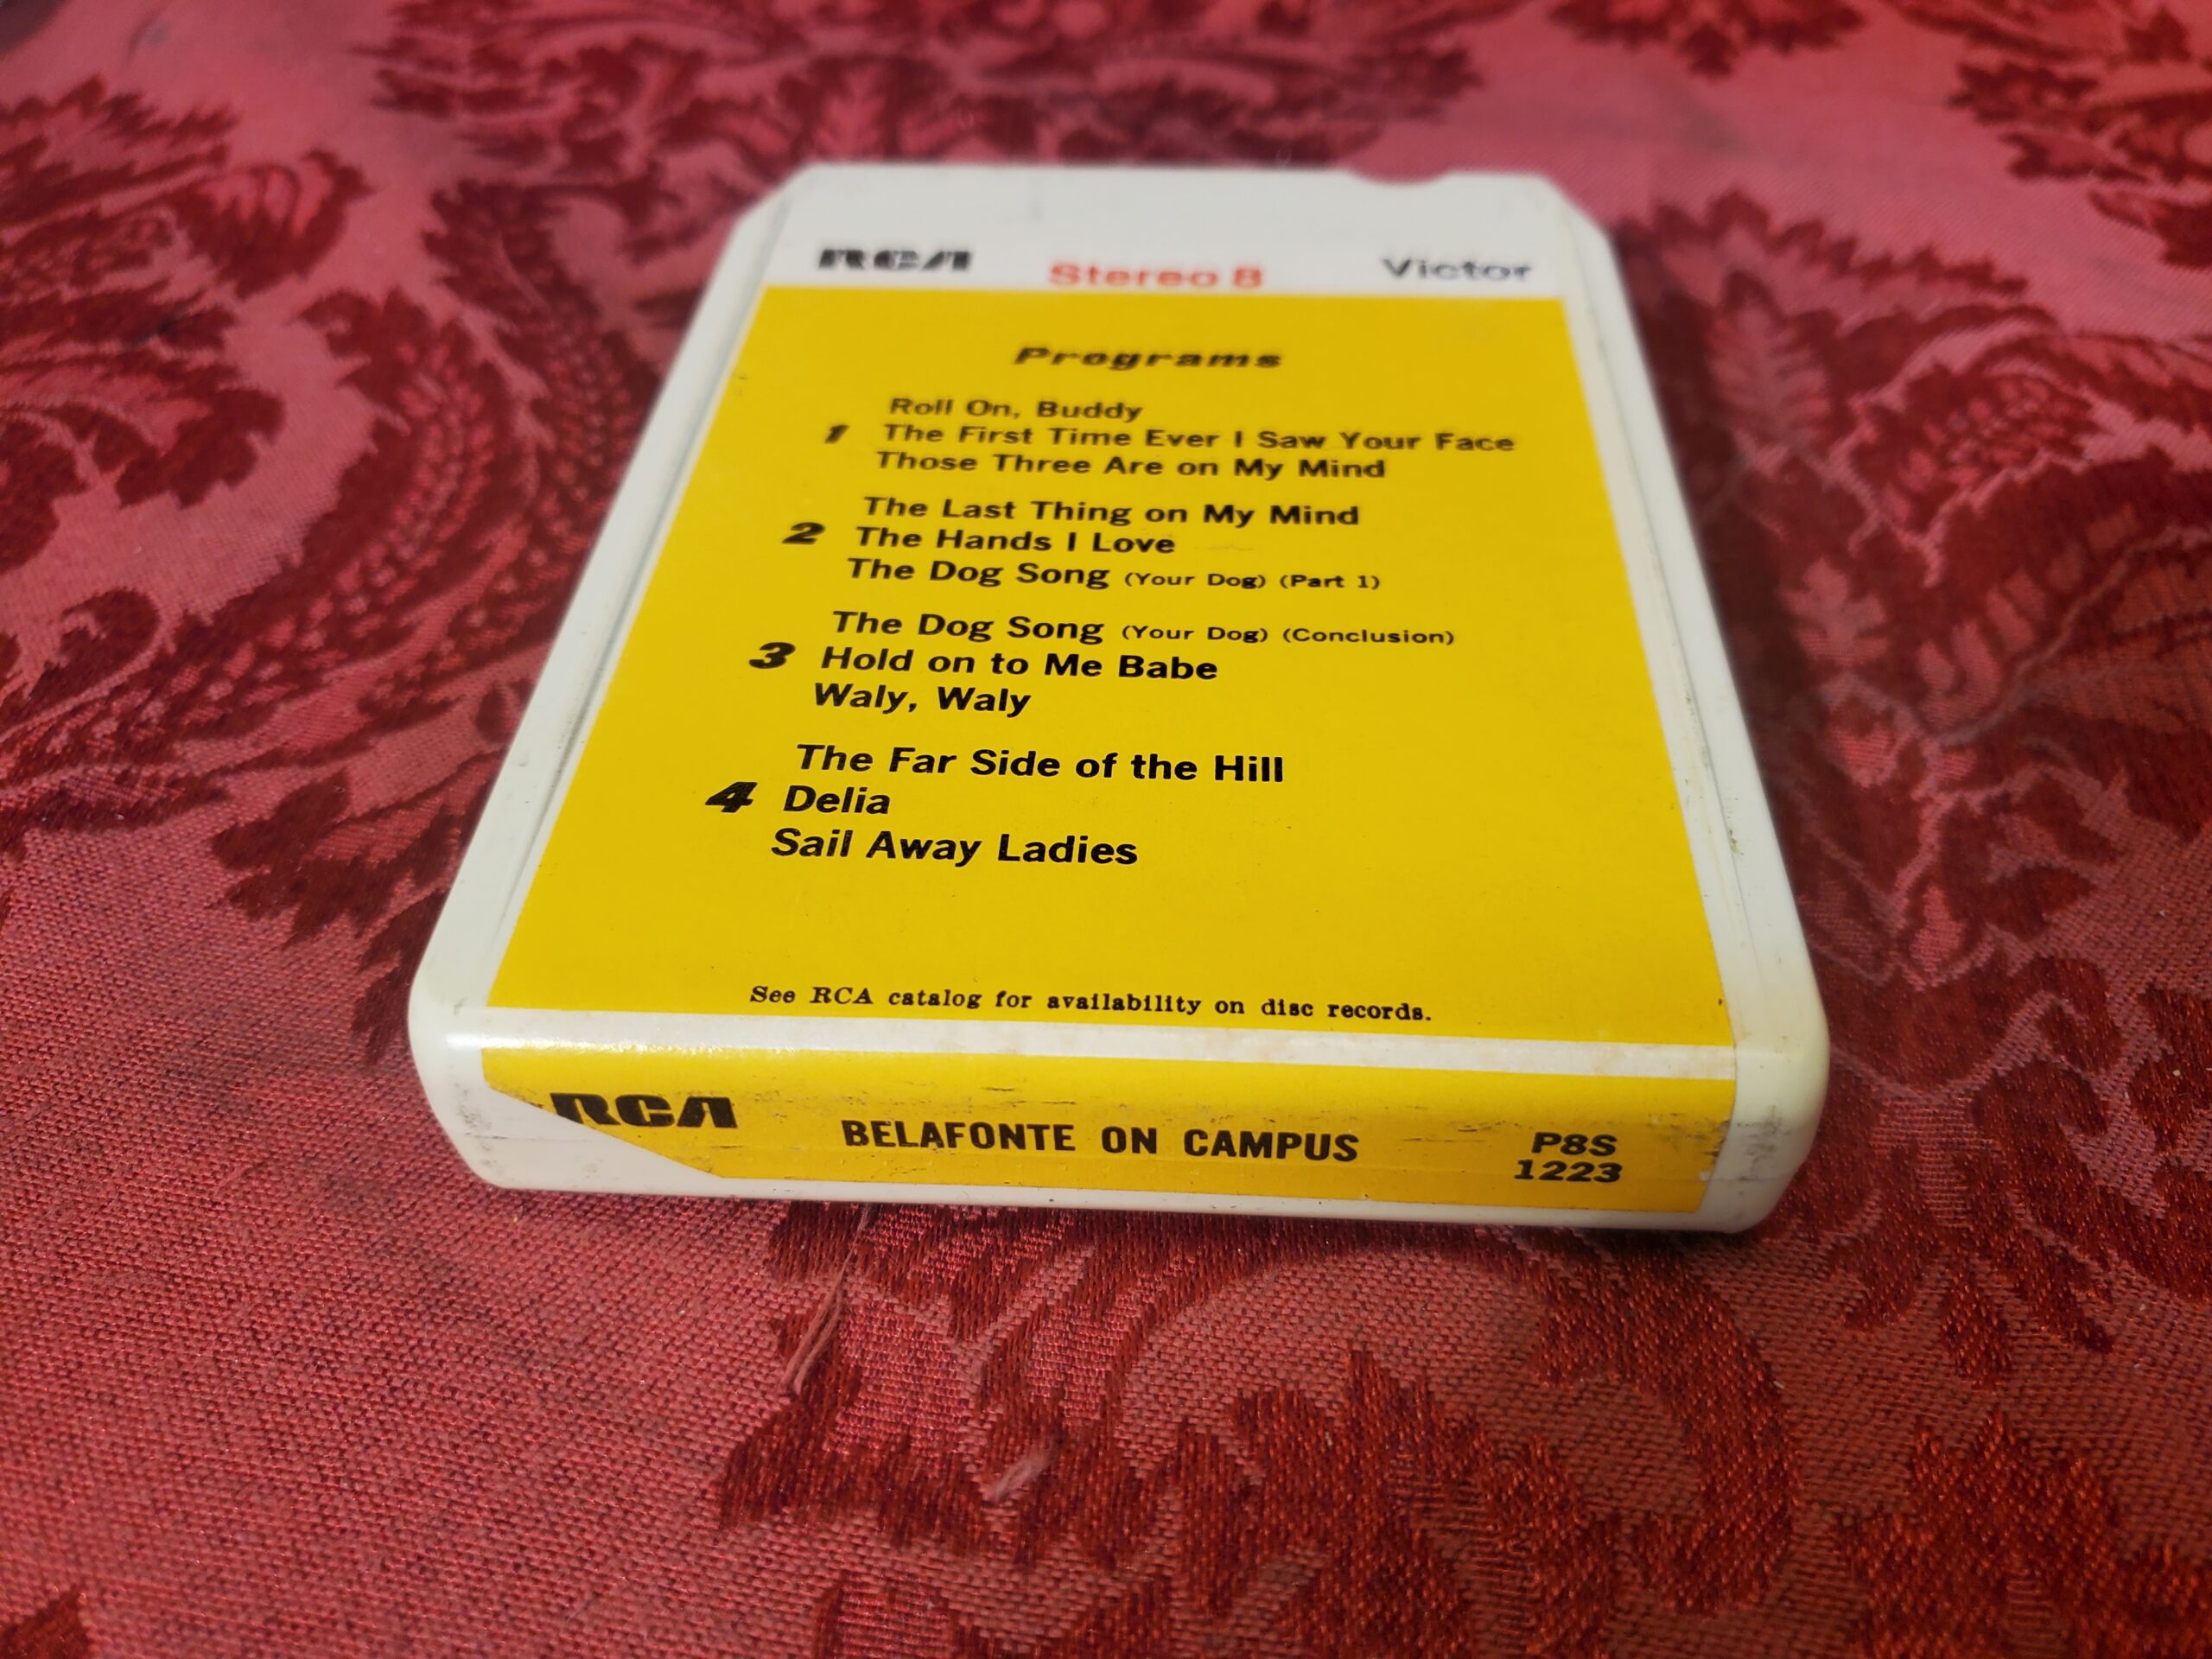 RCA Stereo 8 Victor
Programs
Roll On, Buddy
1 The First Time Ever I Saw Your Face
Those Three Are on My Mind
The Last Thing on My Mind
2 The Hands I Love
The Dog Song (Your Dog) (Part 1)
The Dog Song (Your Dog) (Conclusion)
3 Hold on to Me Babe
Waly, Waly
The Far Side of the Hill
4 Delia
Sail Away Ladies
See RCA catalog for availability on disc records.
RCA BELAFONTE ON CAMPUS P8S
1223